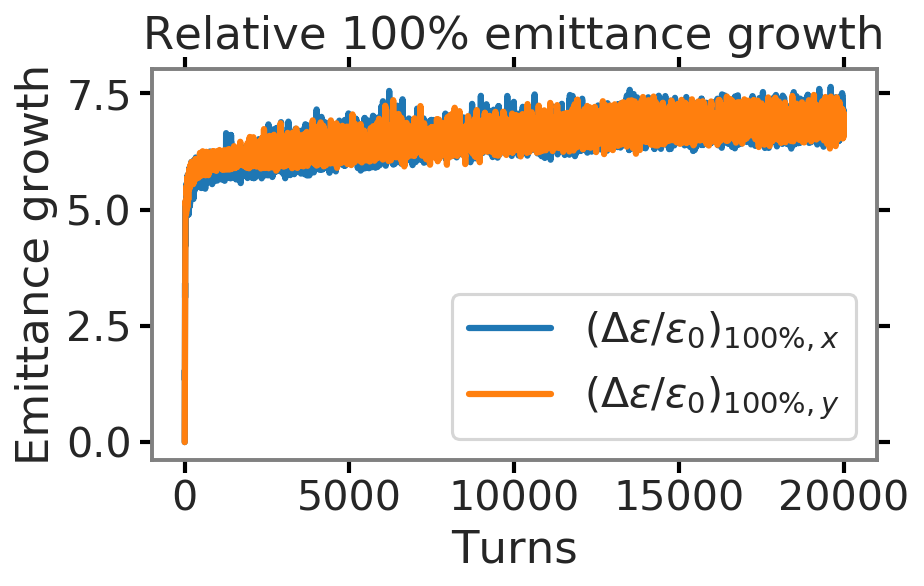 Relative 100% emittance growth
Emittance growth
7.5
5.0
2.5
0.0
(Δε/ε₀)₁₀₀%, x
(Δε/ε₀)₁₀₀%, y
0 5000 10000 15000 20000
Turns